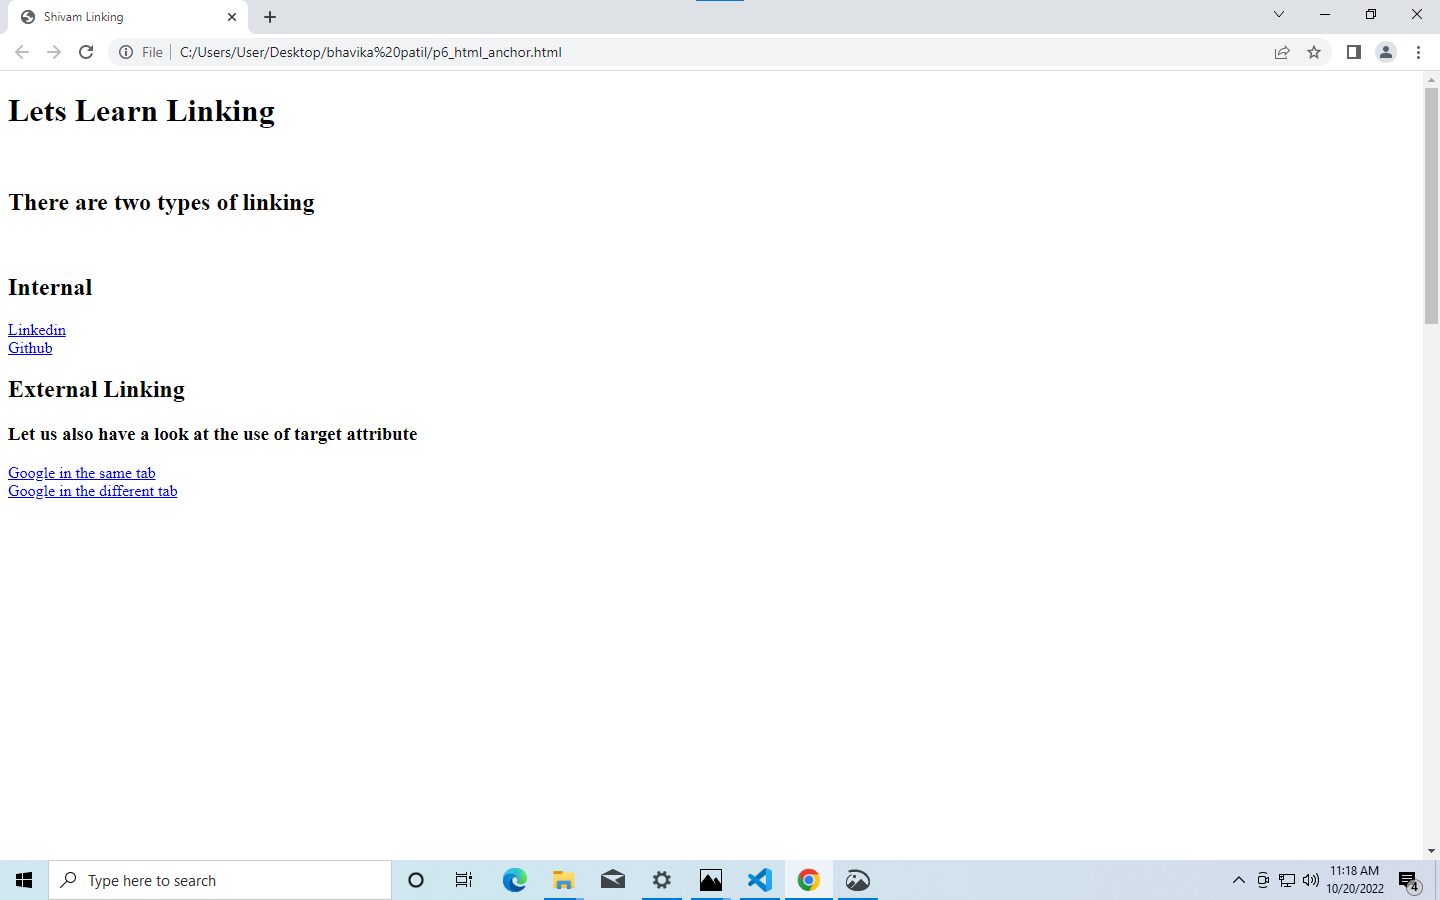 Shivam Linking
File
C:/Users/User/Desktop/bhavika%20patil/p6_html_anchor.html
Lets Learn Linking
There are two types of linking
Internal
Linkedin
Github
External Linking
Let us also have a look at the use of target attribute
Google in the same tab
Google in the different tab
Type here to search
11:18 AM
10/20/2022
4